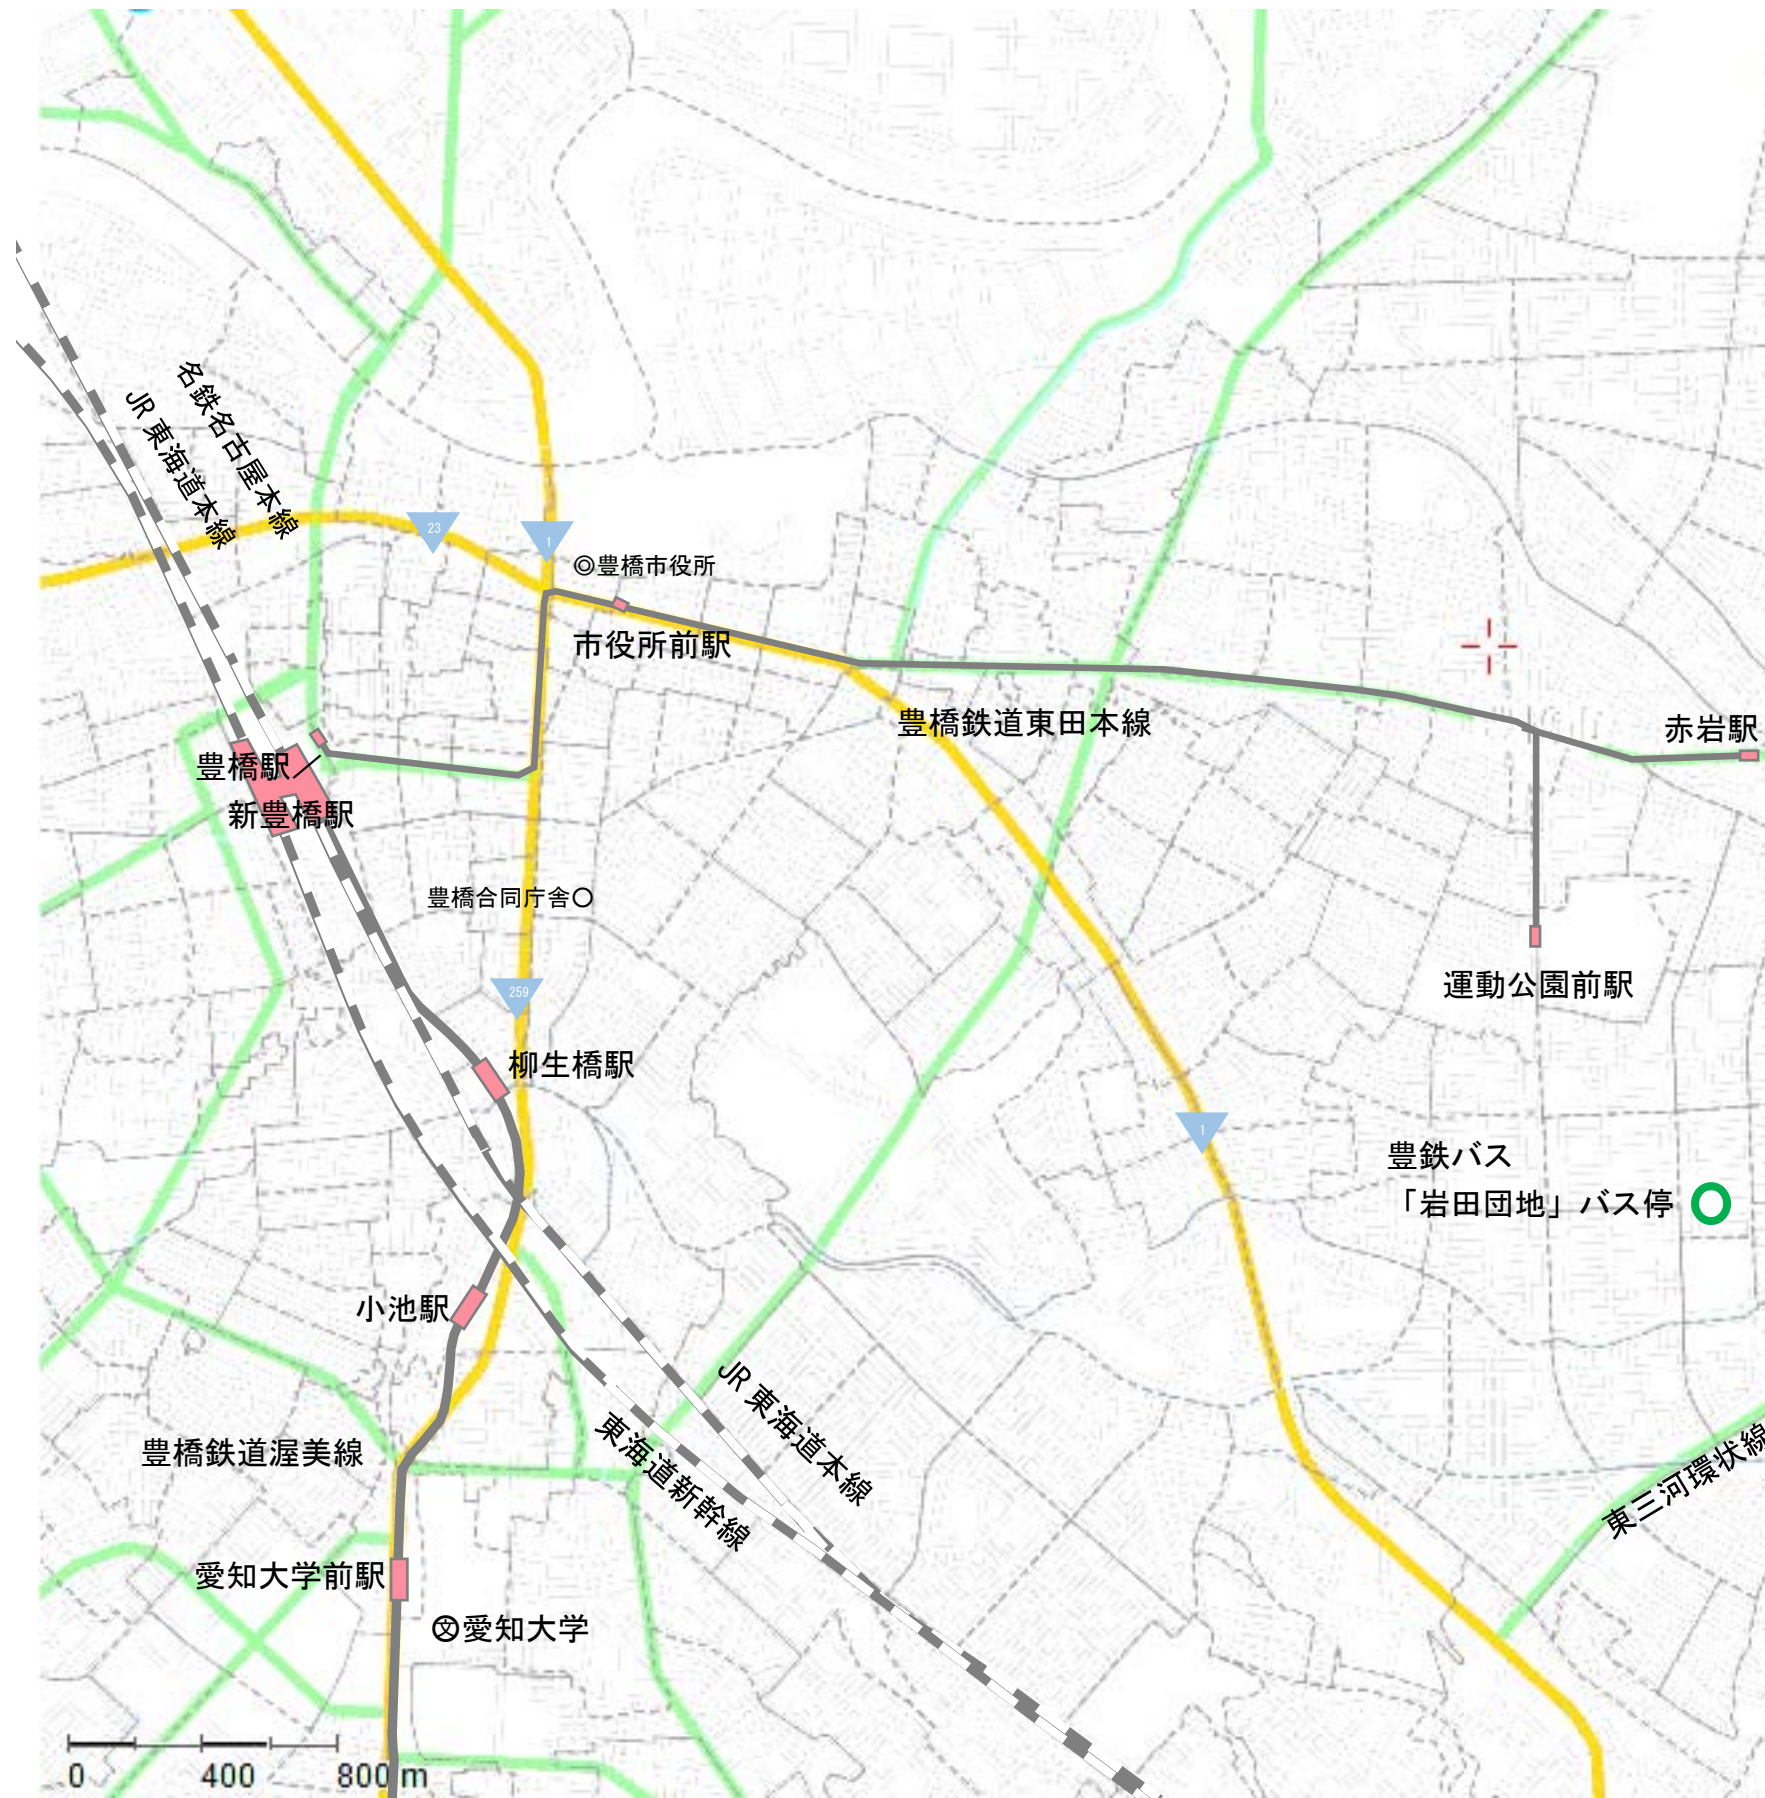 名鉄名古屋本線
JR 東海道本線
23
1
◎豊橋市役所
市役所前駅
豊橋鉄道東田本線
赤岩駅
豊橋駅／
新豊橋駅
豊橋合同庁舎○
運動公園前駅
259
柳生橋駅
1
豊鉄バス
「岩田団地」バス停
小池駅
JR 東海道本線
東海道新幹線
豊橋鉄道渥美線
東三河環状線
愛知大学前駅
文愛知大学
0 400 800 m